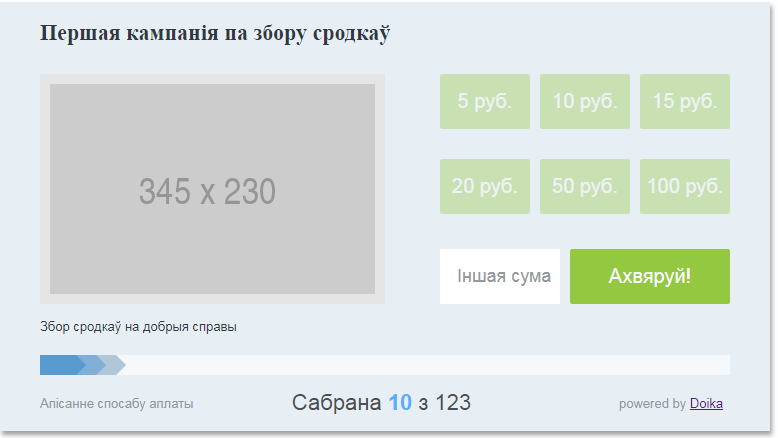 Першая кампанія па збору сродкаў
345 x 230
5 руб.
10 руб.
15 руб.
20 руб.
50 руб.
100 руб.
Іншая сума
Ахвяруй!
Збор сродкаў на добрыя справы
Апісанне спосабу аплаты
Сабрана 10 з 123
powered by Doika